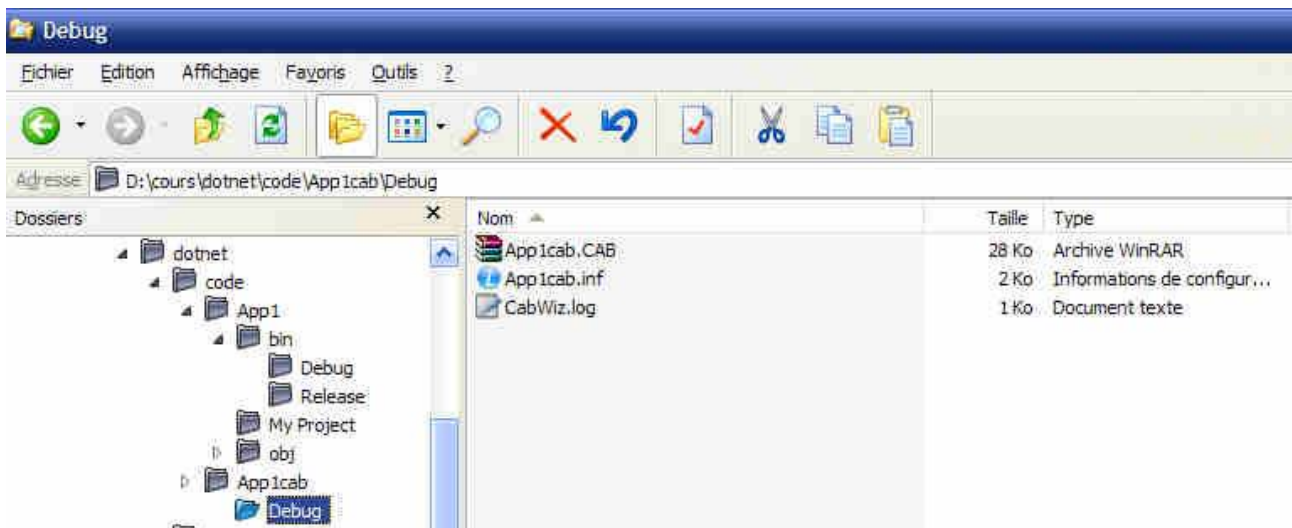 Debug
Fichier Edition Affichage Favoris Outils ?
Adresse D:\cours\dotnet\code\App1cab\Debug
Dossiers × Nom Taille Type
dotnet
code
App1
bin
Debug
Release
My Project
obj
App1cab
Debug
App1cab.CAB 28 Ko Archive WinRAR
App1cab.inf 2 Ko Informations de configur...
CabWiz.log 1 Ko Document texte